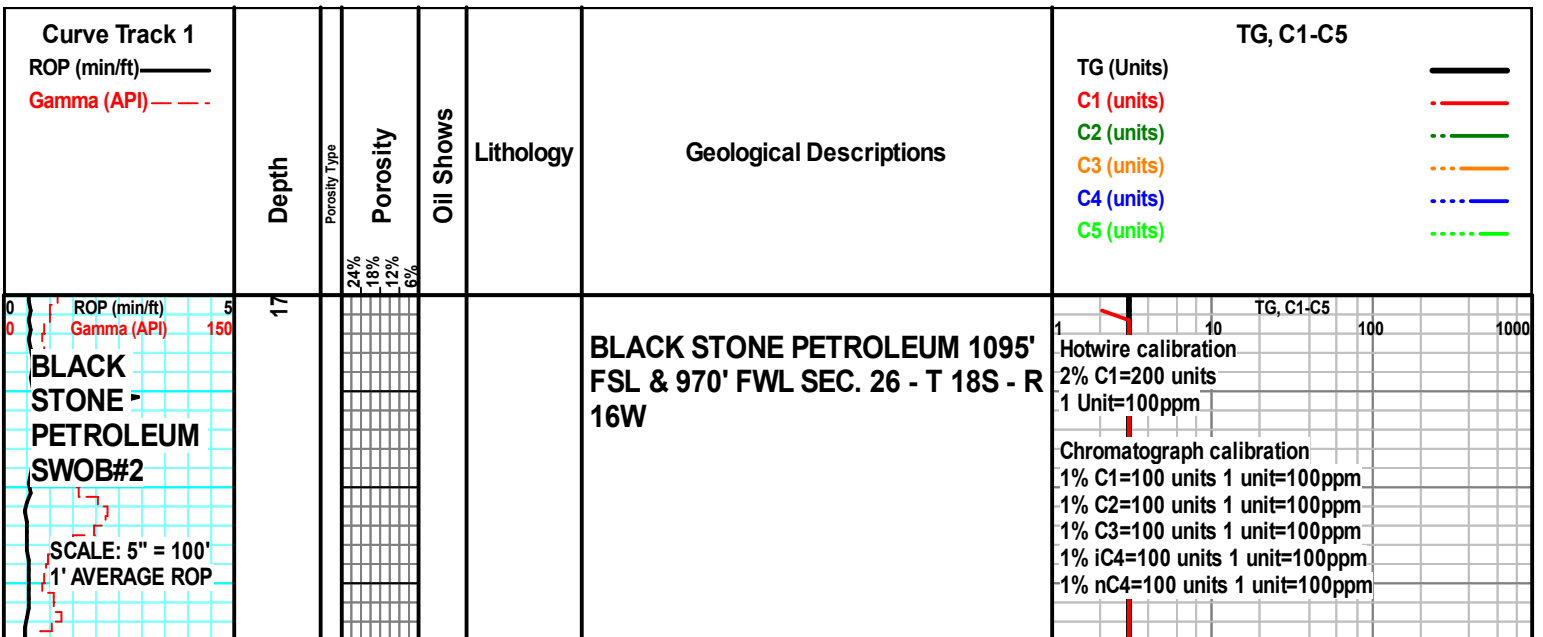 Curve Track 1
ROP (min/ft)
Gamma (API)
Depth
Porosity Type
Porosity
24%
18%
12%
6%
Oil Shows
Lithology
Geological Descriptions
TG, C1-C5
TG (Units)
C1 (units)
C2 (units)
C3 (units)
C4 (units)
C5 (units)
0 ROP (min/ft) 5
0 Gamma (API) 150
BLACK
STONE
PETROLEUM
SWOB#2
SCALE: 5" = 100'
1' AVERAGE ROP
17
BLACK STONE PETROLEUM 1095'
FSL & 970' FWL SEC. 26 - T 18S - R
16W
TG, C1-C5
1 10 100 1000
Hotwire calibration
2% C1=200 units
1 Unit=100ppm
Chromatograph calibration
1% C1=100 units 1 unit=100ppm
1% C2=100 units 1 unit=100ppm
1% C3=100 units 1 unit=100ppm
1% iC4=100 units 1 unit=100ppm
1% nC4=100 units 1 unit=100ppm